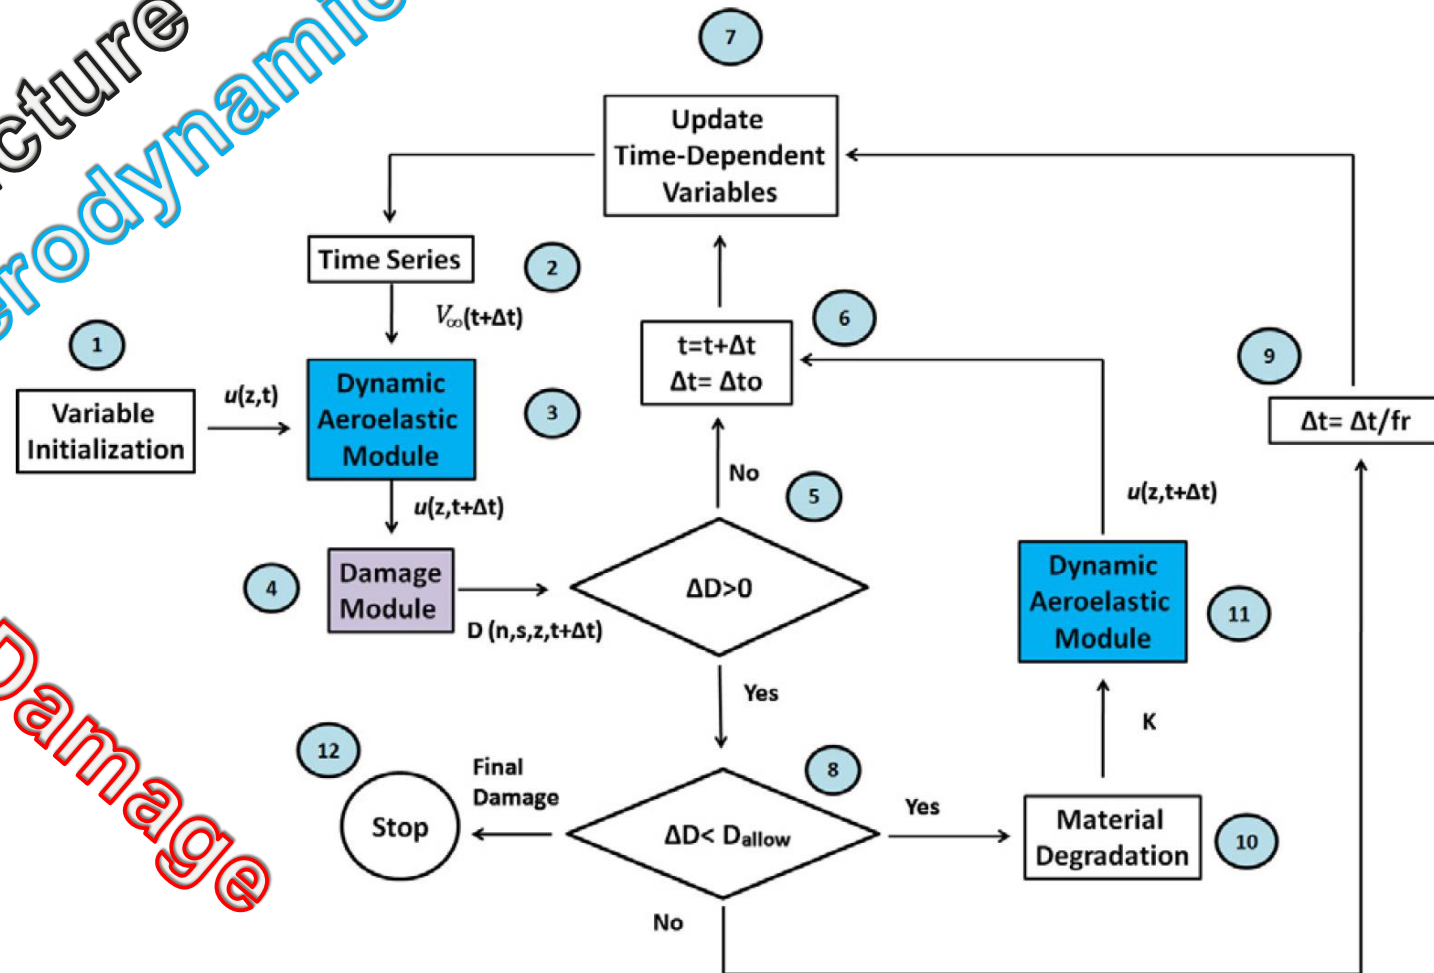 7
Update
Time-Dependent
Variables
Time Series
2
V∞(t+Δt)
1
Variable
Initialization
u(z,t)
Dynamic
Aeroelastic
Module
3
u(z,t+Δt)
4
Damage
Module
D (n,s,z,t+Δt)
ΔD>0
5
No
t=t+Δt
Δt= Δto
6
Yes
12
Stop
Final
Damage
ΔD< Dallow
8
Yes
No
Material
Degradation
10
K
Dynamic
Aeroelastic
Module
11
u(z,t+Δt)
9
Δt= Δt/fr
cture
erodynamic
Damage